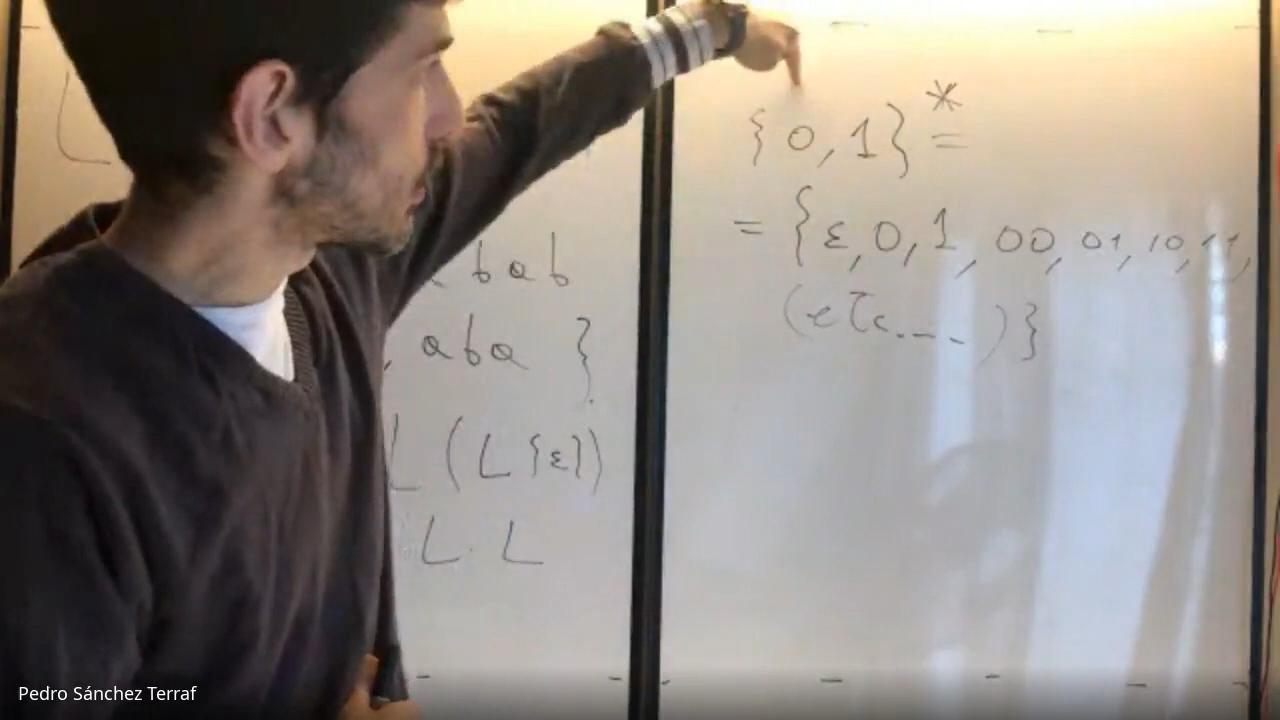 L
bab
, aba }.
L (L{ε})
L. L
{0,1}* =
= {ε,0,1,00,01,10,11,
(etc...)}
Pedro Sánchez Terraf